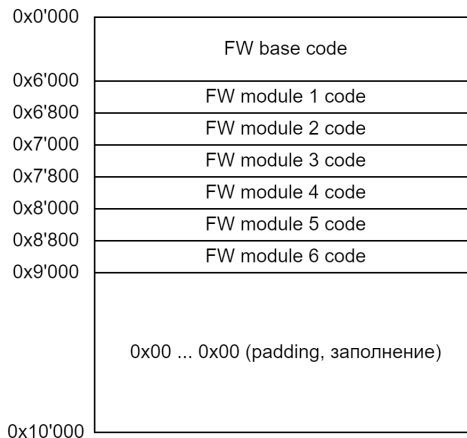 0x0'000
FW base code
0x6'000
FW module 1 code
0x6'800
FW module 2 code
0x7'000
FW module 3 code
0x7'800
FW module 4 code
0x8'000
FW module 5 code
0x8'800
FW module 6 code
0x9'000
0x00 ... 0x00 (padding, заполнение)
0x10'000